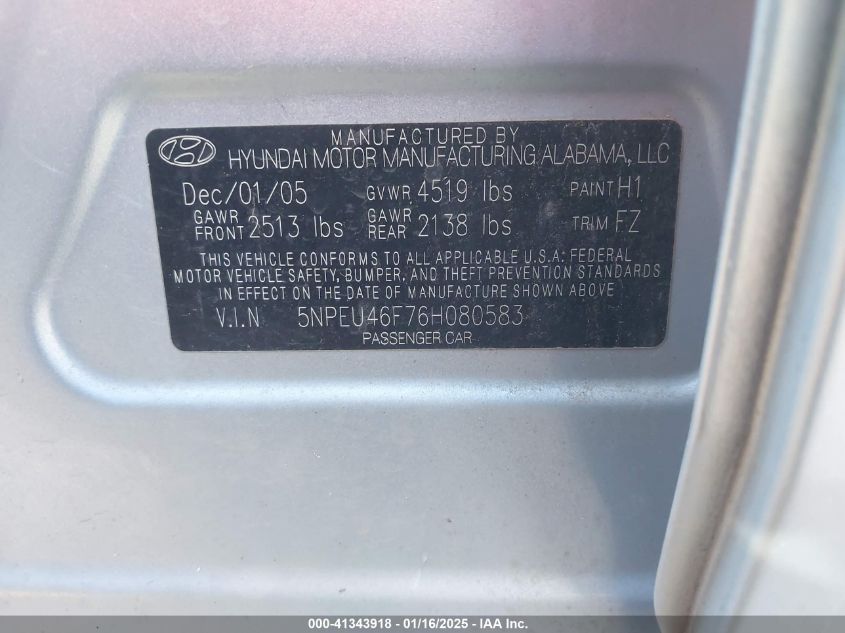 MANUFACTURED BY
HYUNDAI MOTOR MANUFACTURING ALABAMA, LLC
Dec/01/05 GVWR 4519 lbs PAINT H1
GAWR FRONT 2513 lbs GAWR REAR 2138 lbs TRIM FZ
THIS VEHICLE CONFORMS TO ALL APPLICABLE U.S.A: FEDERAL
MOTOR VEHICLE SAFETY, BUMPER, AND THEFT PREVENTION STANDARDS
IN EFFECT ON THE DATE OF MANUFACTURE SHOWN ABOVE
V.I.N 5NPEU46F76H080583
PASSENGER CAR
000-41343918 - 01/16/2025 - IAA Inc.